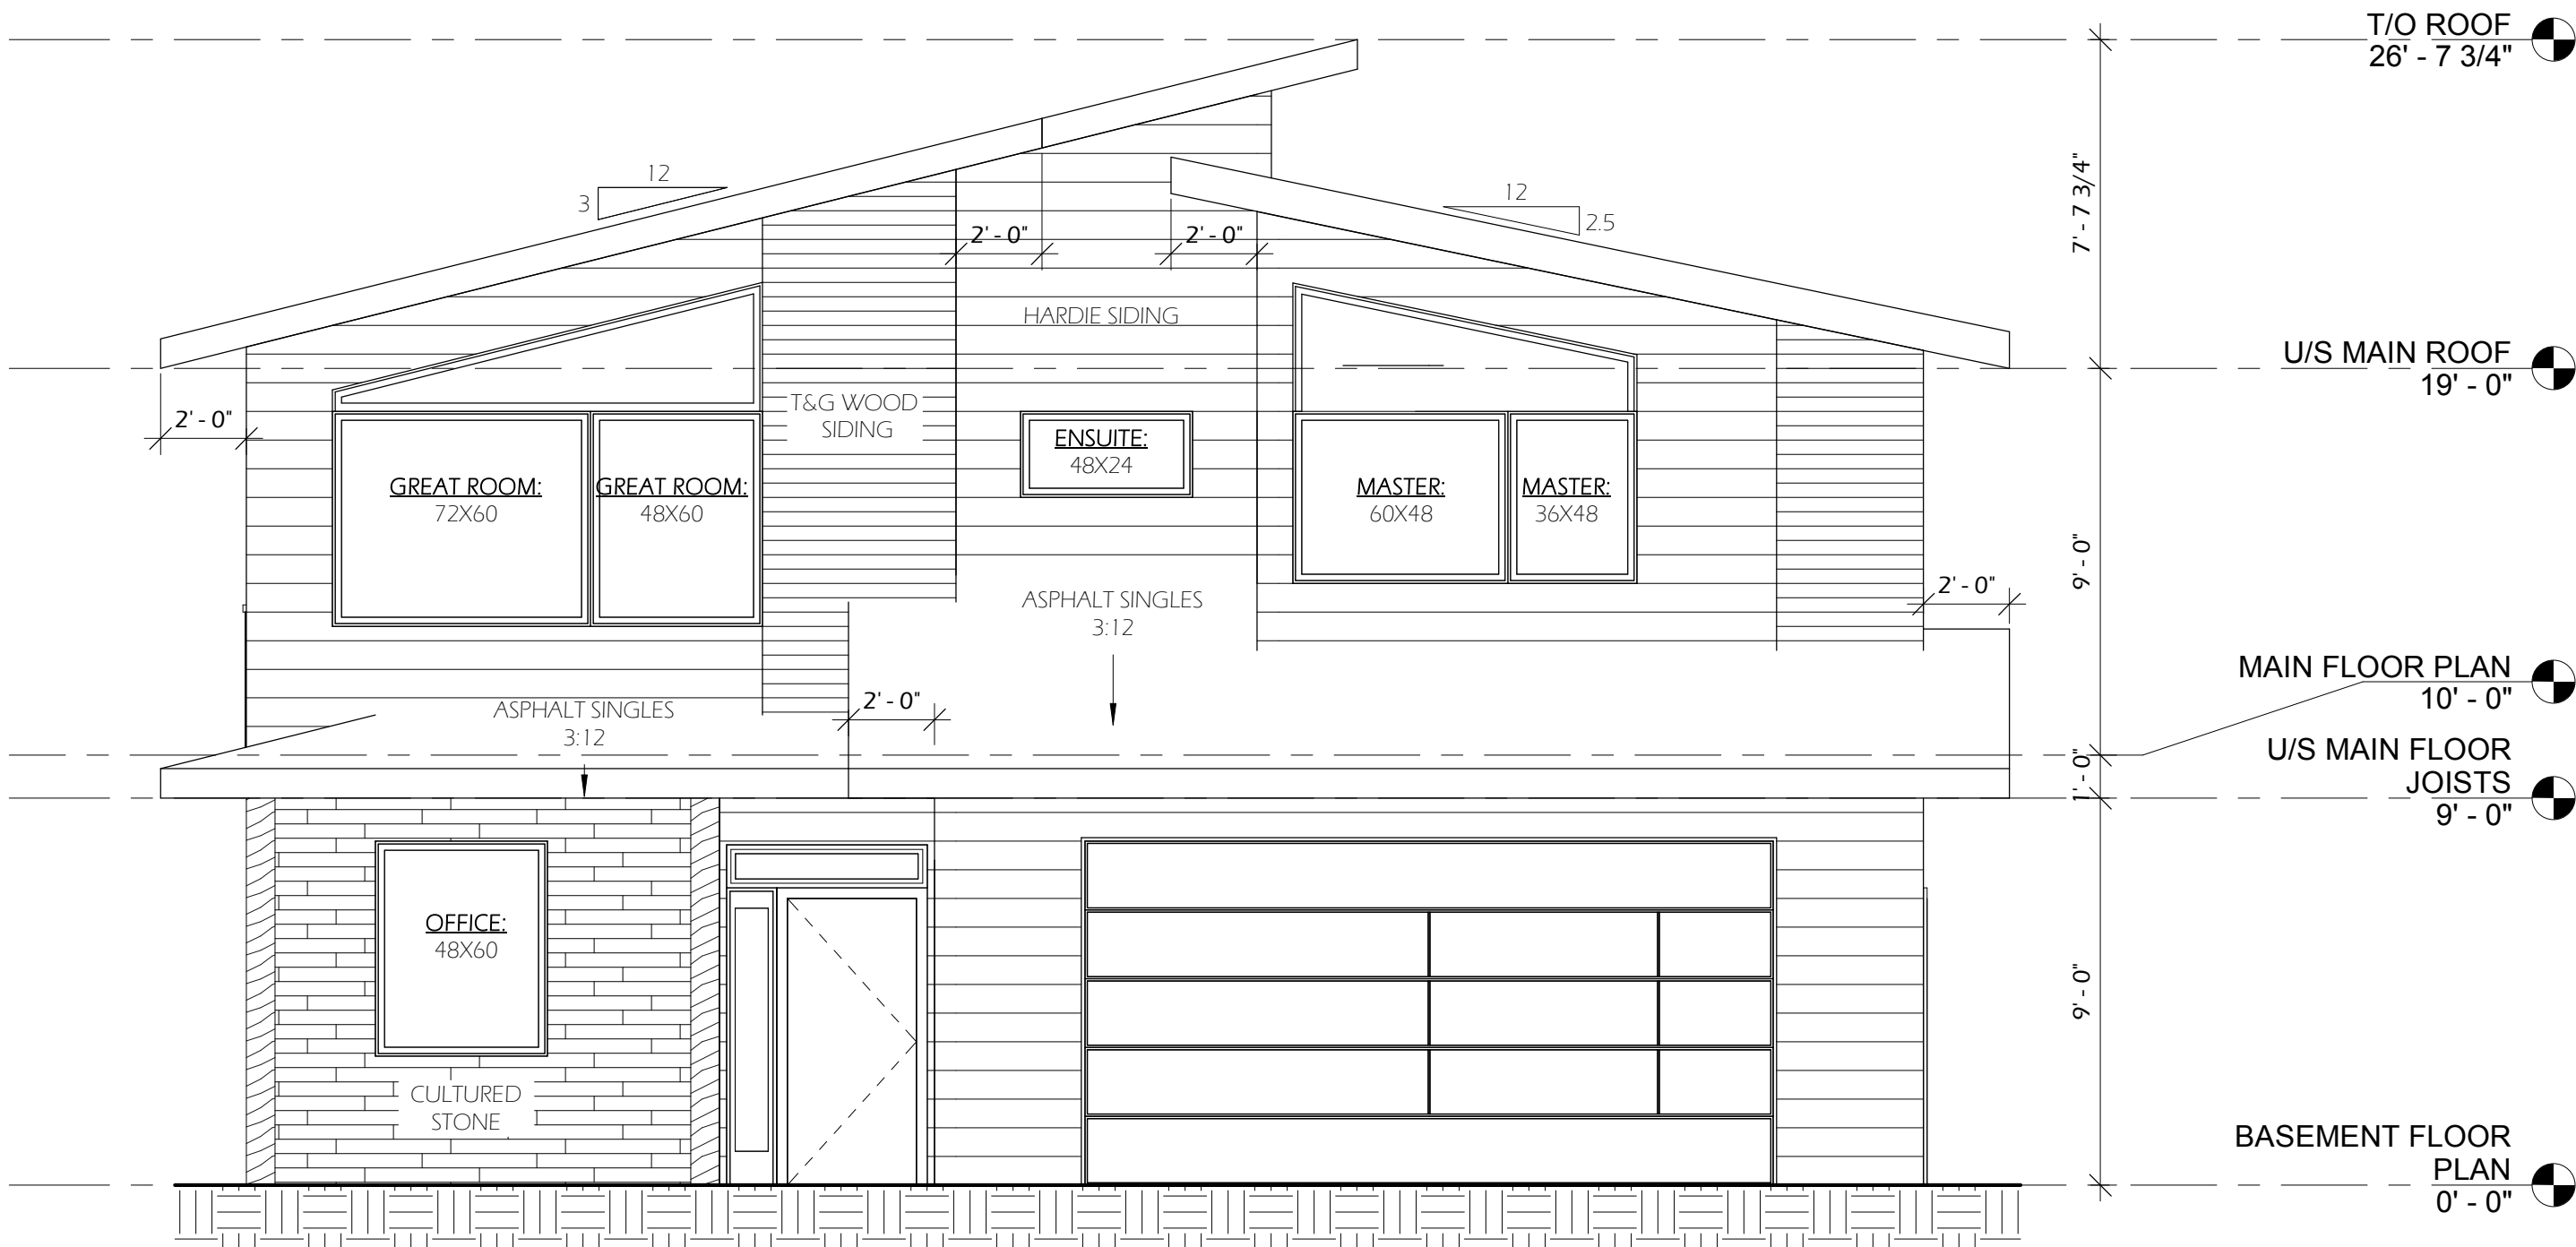 T/O ROOF
26' - 7 3/4"
12
3
12
2.5
7' - 7 3/4"
2' - 0"
2' - 0"
HARDIE SIDING
U/S MAIN ROOF
19' - 0"
2' - 0"
T&G WOOD
SIDING
ENSUITE:
48X24
GREAT ROOM:
72X60
GREAT ROOM:
48X60
MASTER:
60X48
MASTER:
36X48
9' - 0"
2' - 0"
ASPHALT SINGLES
3:12
MAIN FLOOR PLAN
10' - 0"
2' - 0"
ASPHALT SINGLES
3:12
U/S MAIN FLOOR
JOISTS
9' - 0"
1' - 0"
OFFICE:
48X60
9' - 0"
CULTURED
STONE
BASEMENT FLOOR
PLAN
0' - 0"